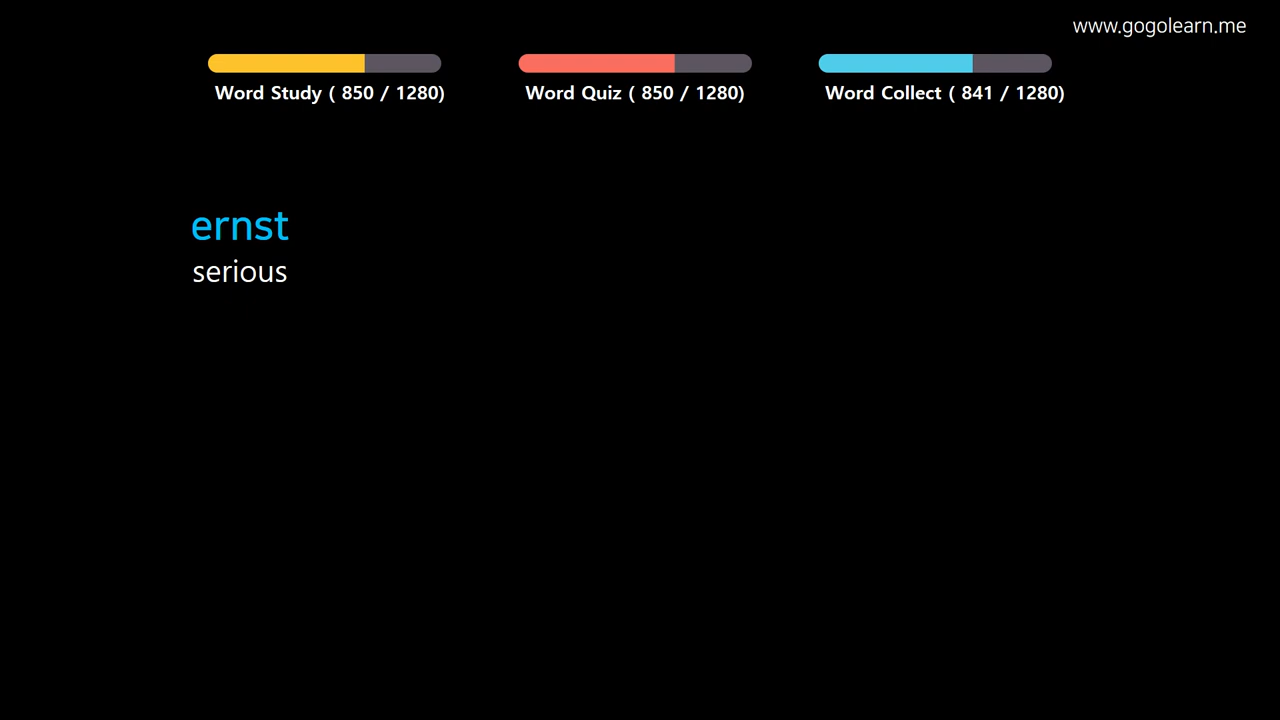 www.gogolearn.me
Word Study ( 850 / 1280)
Word Quiz ( 850 / 1280)
Word Collect ( 841 / 1280)
ernst
serious